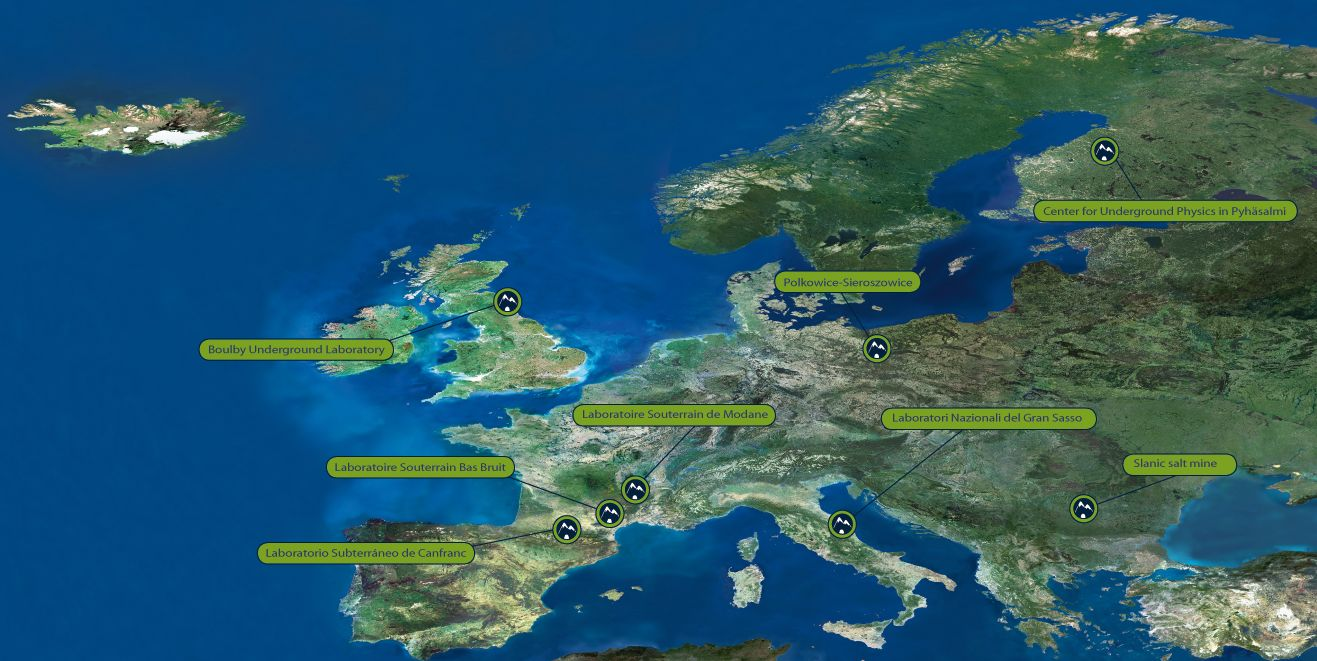 Center for Underground Physics in Pyhäsalmi
Polkowice-Sieroszowice
Boulby Underground Laboratory
Laboratoire Souterrain de Modane
Laboratori Nazionali del Gran Sasso
Laboratoire Souterrain Bas Bruit
Slanic salt mine
Laboratorio Subterráneo de Canfranc